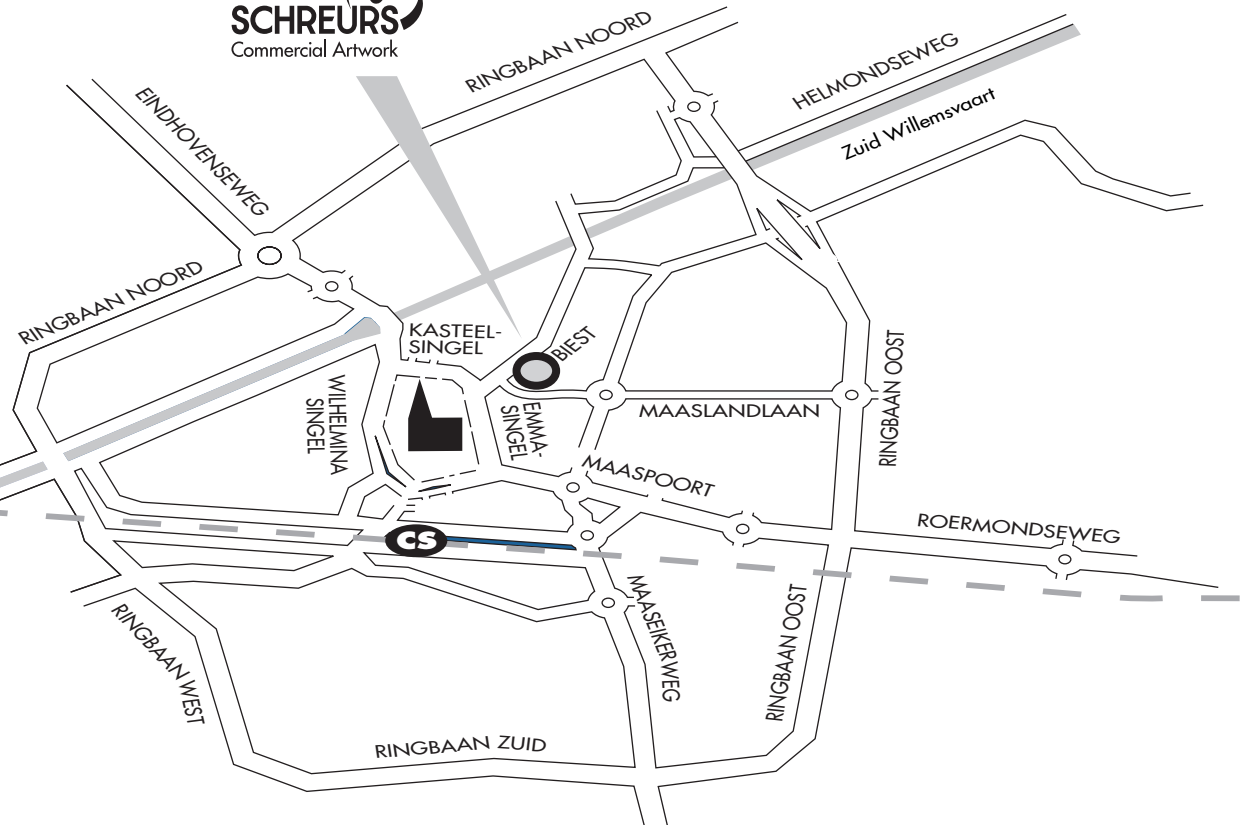 SCHREURS
Commercial Artwork
RINGBAAN NOORD
HELMONDSEWEG
Zuid Willemsvaart
EINDHOVENSEWEG
RINGBAAN NOORD
KASTEEL-
SINGEL
BIEST
WILHELMINA
SINGEL
EMMA-
SINGEL
MAASLANDLAAN
RINGBAAN OOST
MAASPOORT
ROERMONDSEWEG
CS
MAASEIKERWEG
RINGBAAN OOST
RINGBAAN WEST
RINGBAAN ZUID